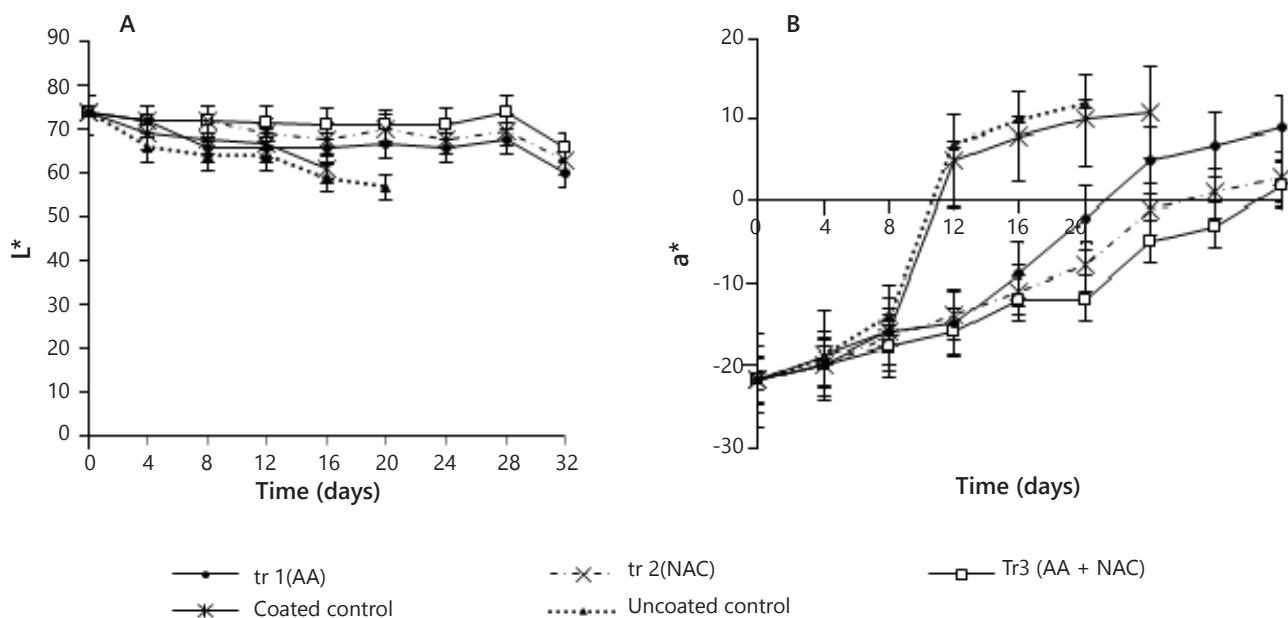 A
90
80
70
60
50
40
30
20
10
0
L*
0 4 8 12 16 20 24 28 32
Time (days)
B
20
10
0
-10
-20
-30
a*
0 4 8 12 16 20
Time (days)
tr 1(AA) tr 2(NAC) Tr3 (AA + NAC)
Coated control Uncoated control